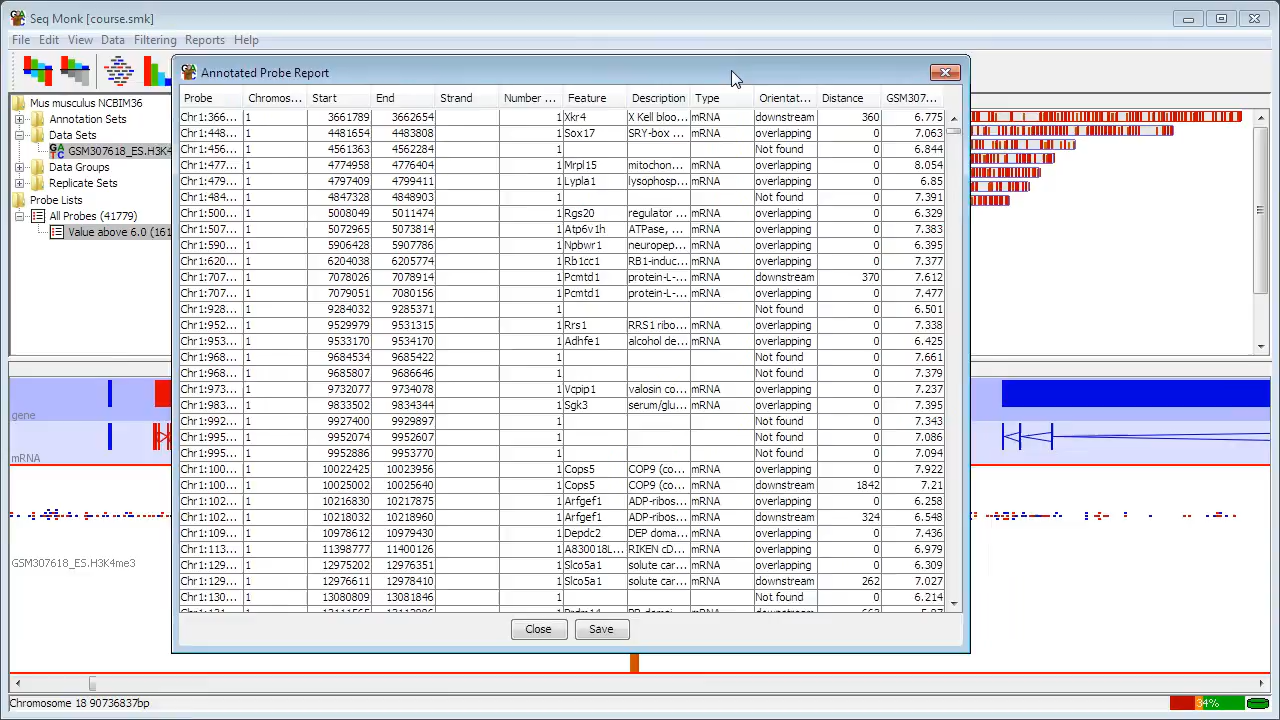 Seq Monk [course.smk]
File Edit View Data Filtering Reports Help
Mus musculus NCBIM36
Annotation Sets
Data Sets
GSM307618_ES.H3K4
Data Groups
Replicate Sets
Probe Lists
All Probes (41779)
Value above 6.0 (161
Annotated Probe Report
Probe Chromos... Start End Strand Number ... Feature Description Type Orientat... Distance GSM307...
Chr1:366... 1 3661789 3662654 1 Xkr4 X Kell bloo... mRNA downstream 360 6.775
Chr1:448... 1 4481654 4483808 1 Sox17 SRY-box ... mRNA overlapping 0 7.063
Chr1:456... 1 4561363 4562284 1 Not found 0 6.844
Chr1:477... 1 4774958 4776404 1 Mrpl15 mitochon... mRNA overlapping 0 8.054
Chr1:479... 1 4797409 4799411 1 Lypla1 lysophosp... mRNA overlapping 0 6.85
Chr1:484... 1 4847328 4848903 1 Not found 0 7.391
Chr1:500... 1 5008049 5011474 1 Rgs20 regulator ... mRNA overlapping 0 6.329
Chr1:507... 1 5072965 5073814 1 Atp6v1h ATPase, ... mRNA overlapping 0 7.383
Chr1:590... 1 5906428 5907786 1 Npbwr1 neuropep... mRNA overlapping 0 6.395
Chr1:620... 1 6204038 6205774 1 Rb1cc1 RB1-induc... mRNA overlapping 0 7.377
Chr1:707... 1 7078026 7078914 1 Pcmtd1 protein-L-... mRNA downstream 370 7.612
Chr1:707... 1 7079051 7080156 1 Pcmtd1 protein-L-... mRNA overlapping 0 7.477
Chr1:928... 1 9284032 9285371 1 Not found 0 6.501
Chr1:952... 1 9529979 9531315 1 Rrs1 RRS1 ribo... mRNA overlapping 0 7.338
Chr1:953... 1 9533170 9534170 1 Adhfe1 alcohol de... mRNA overlapping 0 6.425
Chr1:968... 1 9684534 9685422 1 Not found 0 7.661
Chr1:968... 1 9685807 9686646 1 Not found 0 7.379
Chr1:973... 1 9732077 9734078 1 Vcpip1 valosin co... mRNA overlapping 0 7.237
Chr1:983... 1 9833502 9834344 1 Sgk3 serum/glu... mRNA overlapping 0 7.395
Chr1:992... 1 9927400 9929897 1 Not found 0 7.343
Chr1:995... 1 9952074 9952607 1 Not found 0 7.086
Chr1:995... 1 9952886 9953770 1 Not found 0 7.094
Chr1:100... 1 10022425 10023956 1 Cops5 COP9 (co... mRNA overlapping 0 7.922
Chr1:100... 1 10025002 10025640 1 Cops5 COP9 (co... mRNA downstream 1842 7.21
Chr1:102... 1 10216830 10217875 1 Arfgef1 ADP-ribos... mRNA overlapping 0 6.258
Chr1:102... 1 10218032 10218960 1 Arfgef1 ADP-ribos... mRNA downstream 324 6.548
Chr1:109... 1 10978612 10979430 1 Depdc2 DEP doma... mRNA overlapping 0 7.436
Chr1:113... 1 11398777 11400126 1 A830018L... RIKEN cD... mRNA overlapping 0 6.979
Chr1:129... 1 12975202 12976351 1 Slco5a1 solute car... mRNA overlapping 0 6.309
Chr1:129... 1 12976611 12978410 1 Slco5a1 solute car... mRNA downstream 262 7.027
Chr1:130... 1 13080809 13081846 1 Not found 0 6.214
Close Save
gene
mRNA
GSM307618_ES.H3K4me3
Chromosome 18 90736837bp
34%